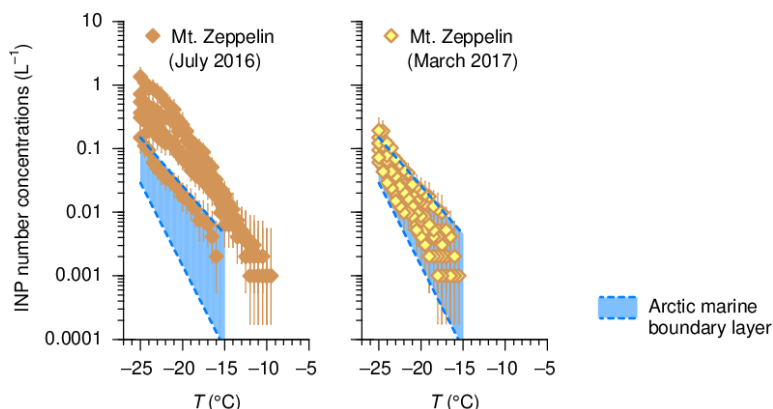 INP number concentrations (L⁻¹)
10
1
0.1
0.01
0.001
0.0001
Mt. Zeppelin
(July 2016)
−25 −20 −15 −10 −5
T (°C)
Mt. Zeppelin
(March 2017)
−25 −20 −15 −10 −5
T (°C)
Arctic marine
boundary layer